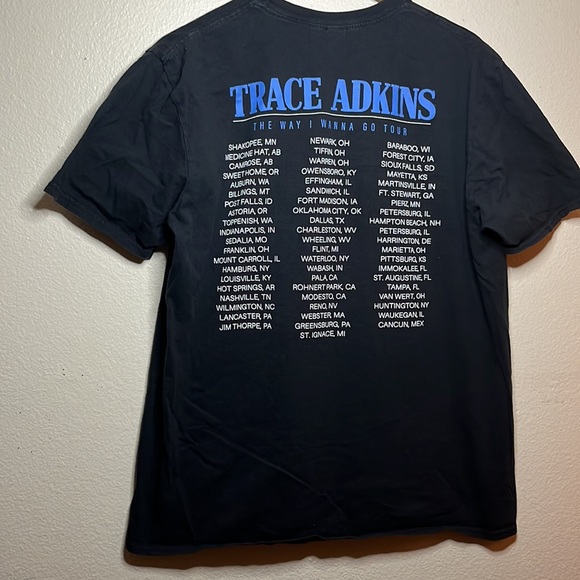 TRACE ADKINS
THE WAY I WANNA GO TOUR
SHAKOPEE, MN
MEDICINE HAT, AB
CAMROSE, AB
SWEET HOME, OR
AUBURN, WA
BILLINGS, MT
POST FALLS, ID
ASTORIA, OR
TOPPENISH, WA
INDIANAPOLIS, IN
SEDALIA, MO
FRANKLIN, OH
MOUNT CARROLL, IL
HAMBURG, NY
LOUISVILLE, KY
HOT SPRINGS, AR
NASHVILLE, TN
WILMINGTON, NC
LANCASTER, PA
JIM THORPE, PA
NEWARK, OH
TIFFIN, OH
WARREN, OH
OWENSBORO, KY
EFFINGHAM, IL
SANDWICH, IL
FORT MADISON, IA
OKLAHOMA CITY, OK
DALLAS, TX
CHARLESTON, WV
WHEELING, WV
FLINT, MI
WATERLOO, NY
WABASH, IN
PALA, CA
ROHNERT PARK, CA
MODESTO, CA
RENO, NV
WEBSTER, MA
GREENSBURG, PA
ST. IGNACE, MI
BARABOO, WI
FOREST CITY, IA
SIOUX FALLS, SD
MAYETTA, KS
MARTINSVILLE, IN
FT. STEWART, GA
PIERZ, MN
PETERSBURG, IL
HAMPTON BEACH, NH
PETERSBURG, IL
HARRINGTON, DE
MARIETTA, OH
PITTSBURG, KS
IMMOKALEE, FL
ST. AUGUSTINE, FL
TAMPA, FL
VAN WERT, OH
HUNTINGTON, NY
WAUKEGAN, IL
CANCUN, MEX